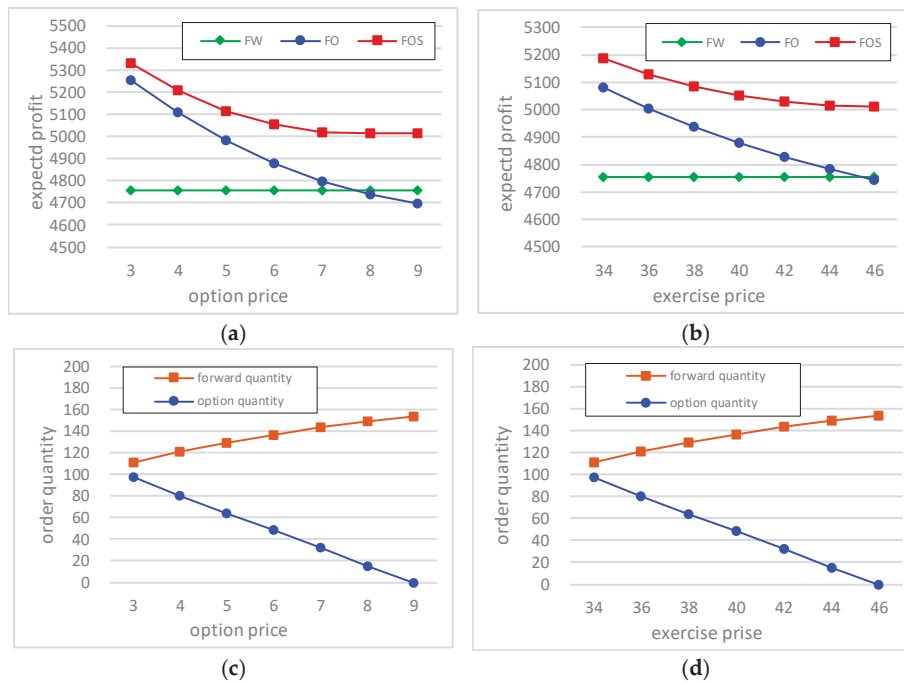 5500
5400
5300
5200
5100
5000
4900
4800
4700
4600
4500
expectd profit
FW FO FOS
3 4 5 6 7 8 9
option price
(a)
5300
5200
5100
5000
4900
4800
4700
4600
4500
expected profit
FW FO FOS
34 36 38 40 42 44 46
exercise price
(b)
200
180
160
140
120
100
80
60
40
20
0
order quantity
forward quantity
option quantity
3 4 5 6 7 8 9
option price
(c)
200
180
160
140
120
100
80
60
40
20
0
order quantity
forward quantity
option quantity
34 36 38 40 42 44 46
exercise prise
(d)